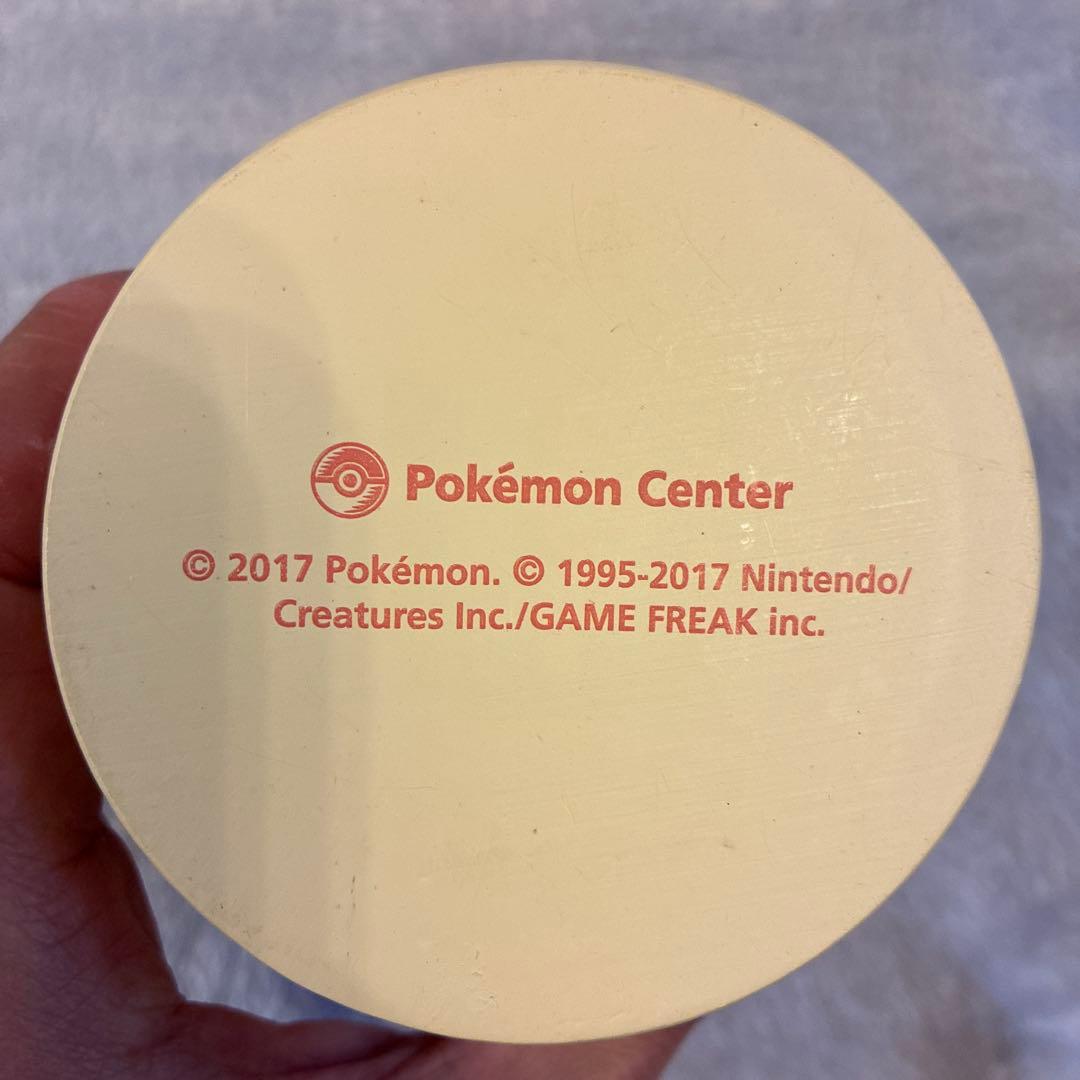 Pokémon Center
© 2017 Pokémon. © 1995-2017 Nintendo/
Creatures Inc./GAME FREAK inc.